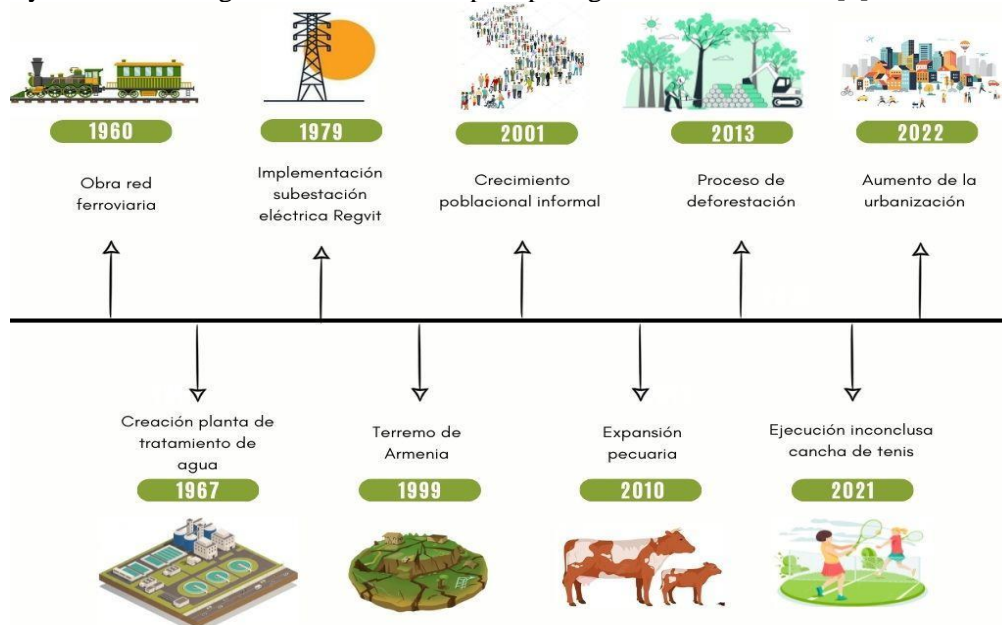 1960
Obra red
ferroviaria
1979
Implementación
subestación
eléctrica Regvit
2001
Crecimiento
poblacional informal
2013
Proceso de
deforestación
2022
Aumento de la
urbanización
Creación planta de
tratamiento de
agua
1967
Terremo de
Armenia
1999
Expansión
pecuaria
2010
Ejecución inconclusa
cancha de tenis
2021